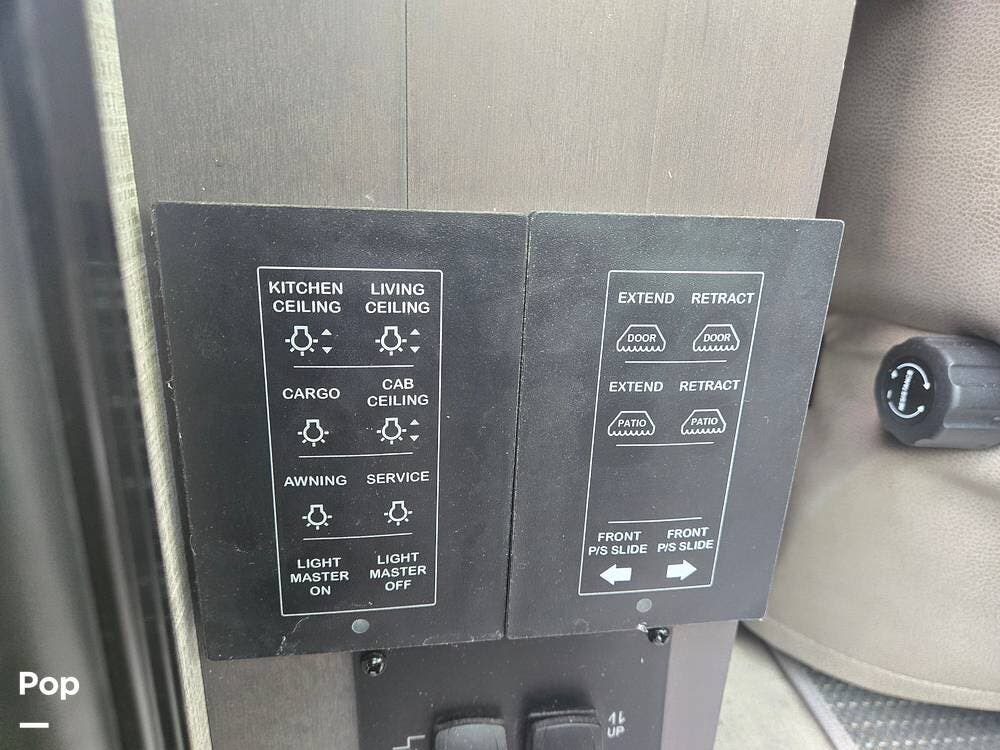 KITCHEN CEILING
LIVING CEILING
CARGO
CAB CEILING
AWNING
SERVICE
LIGHT MASTER ON
LIGHT MASTER OFF
EXTEND RETRACT
DOOR DOOR
EXTEND RETRACT
PATIO PATIO
FRONT P/S SLIDE
FRONT P/S SLIDE
RESISTANCE
UP
Pop